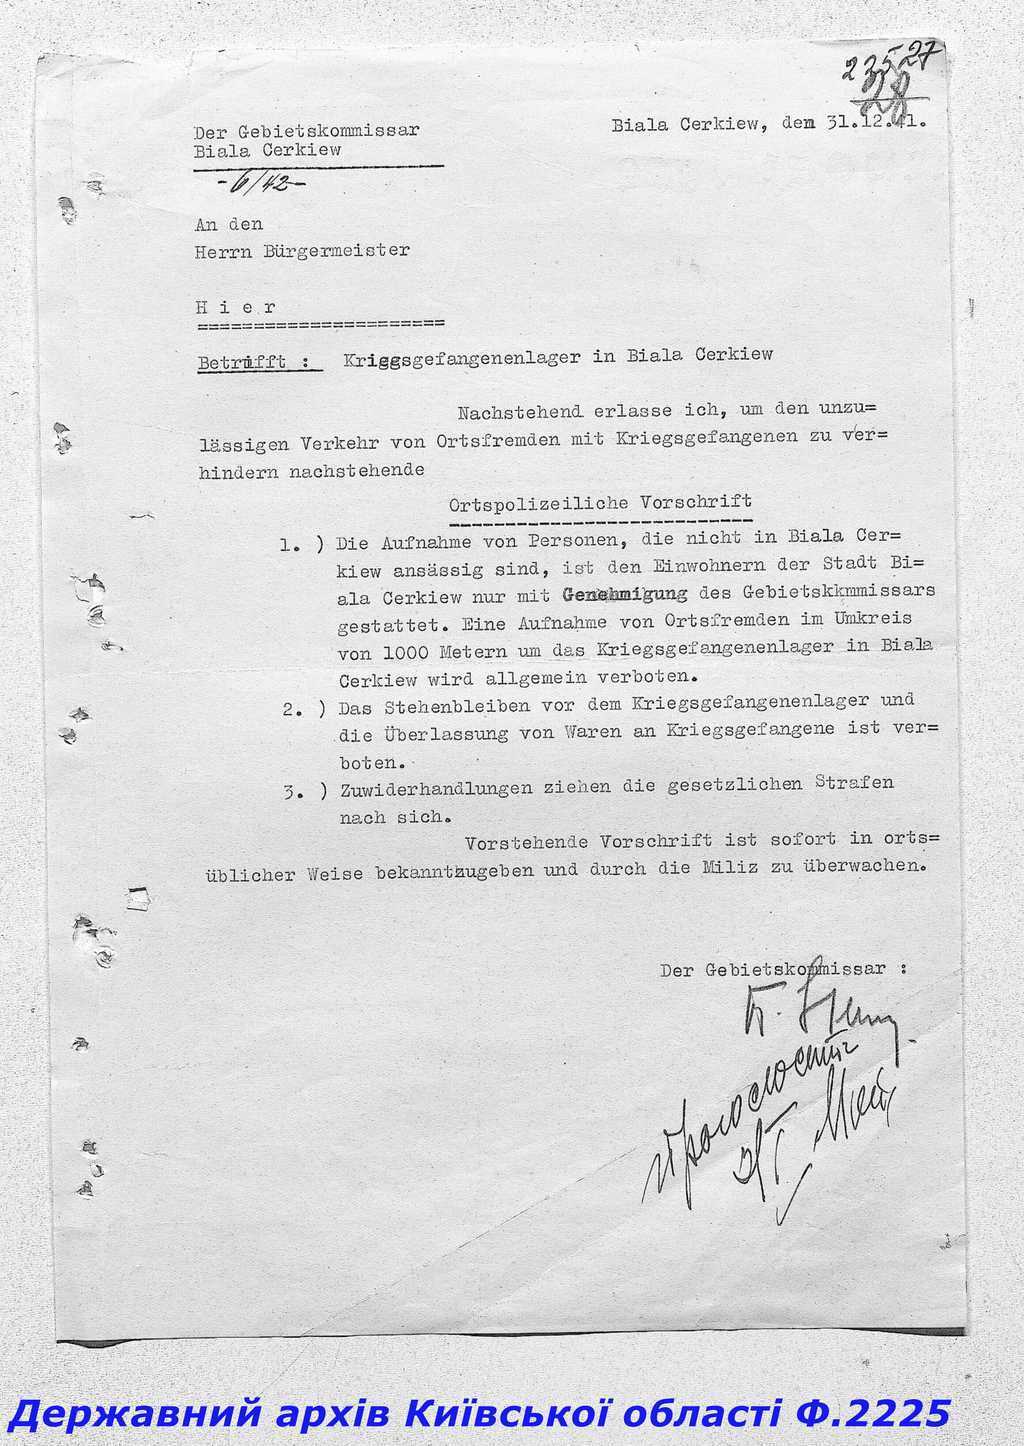 235 27
28
Der Gebietskommissar
Biala Cerkiew, den 31.12.41.
Biala Cerkiew
-6/42-
An den
Herrn Bürgermeister
H i e r
======================
Betrifft : Kriggsgefangenenlager in Biala Cerkiew
Nachstehend erlasse ich, um den unzu=
lässigen Verkehr von Ortsfremden mit Kriegsgefangenen zu ver=
hindern nachstehende
Ortspolizeiliche Vorschrift
1. ) Die Aufnahme von Personen, die nicht in Biala Cer=
kiew ansässig sind, ist den Einwohnern der Stadt Bi=
ala Cerkiew nur mit Genehmigung des Gebietskkmmissars
gestattet. Eine Aufnahme von Ortsfremden im Umkreis
von 1000 Metern um das Kriegsgefangenenlager in Biala
Cerkiew wird allgemein verboten.
2. ) Das Stehenbleiben vor dem Kriegsgefangenenlager und
die Überlassung von Waren an Kriegsgefangene ist ver=
boten.
3. ) Zuwiderhandlungen ziehen die gesetzlichen Strafen
nach sich.
Vorstehende Vorschrift ist sofort in orts=
üblicher Weise bekanntzugeben und durch die Miliz zu überwachen.
Der Gebietskommissar :
Державний архів Київської області Ф.2225